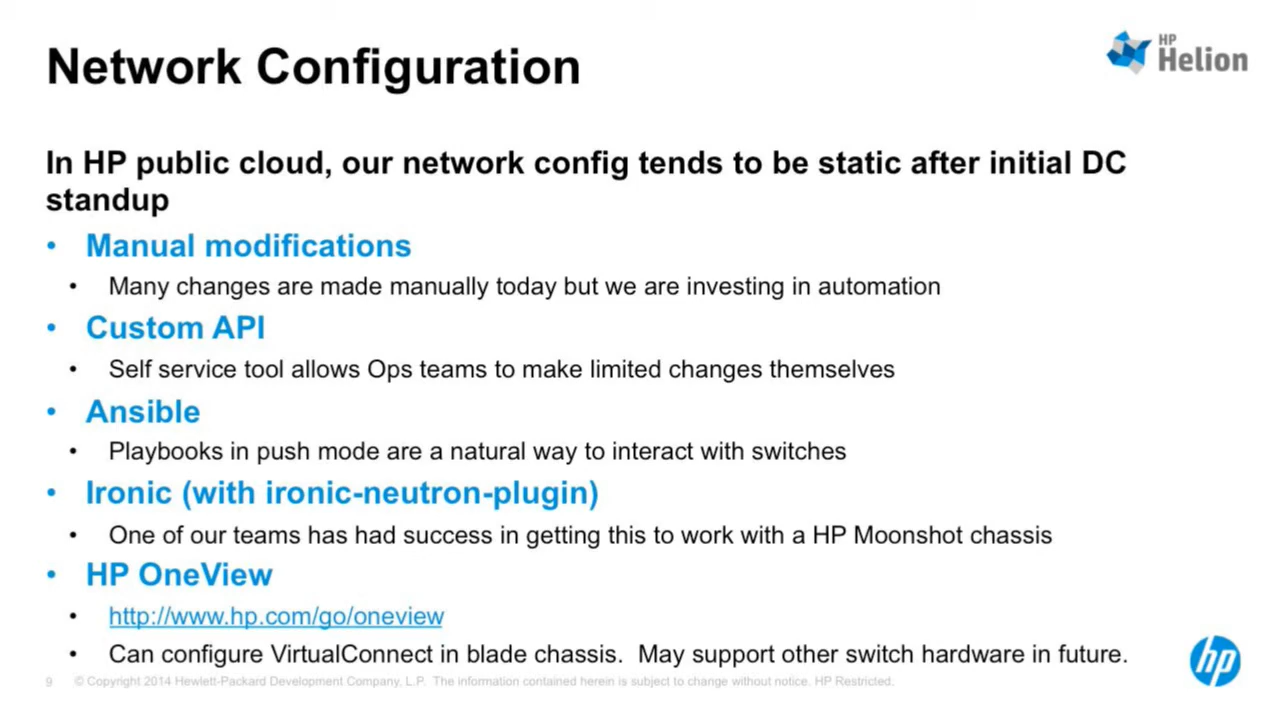 Network Configuration
HP
Helion
In HP public cloud, our network config tends to be static after initial DC
standup
• Manual modifications
• Many changes are made manually today but we are investing in automation
• Custom API
• Self service tool allows Ops teams to make limited changes themselves
• Ansible
• Playbooks in push mode are a natural way to interact with switches
• Ironic (with ironic-neutron-plugin)
• One of our teams has had success in getting this to work with a HP Moonshot chassis
• HP OneView
• http://www.hp.com/go/oneview
• Can configure VirtualConnect in blade chassis.  May support other switch hardware in future.
9 © Copyright 2014 Hewlett-Packard Development Company, L.P.  The information contained herein is subject to change without notice. HP Restricted.
hp